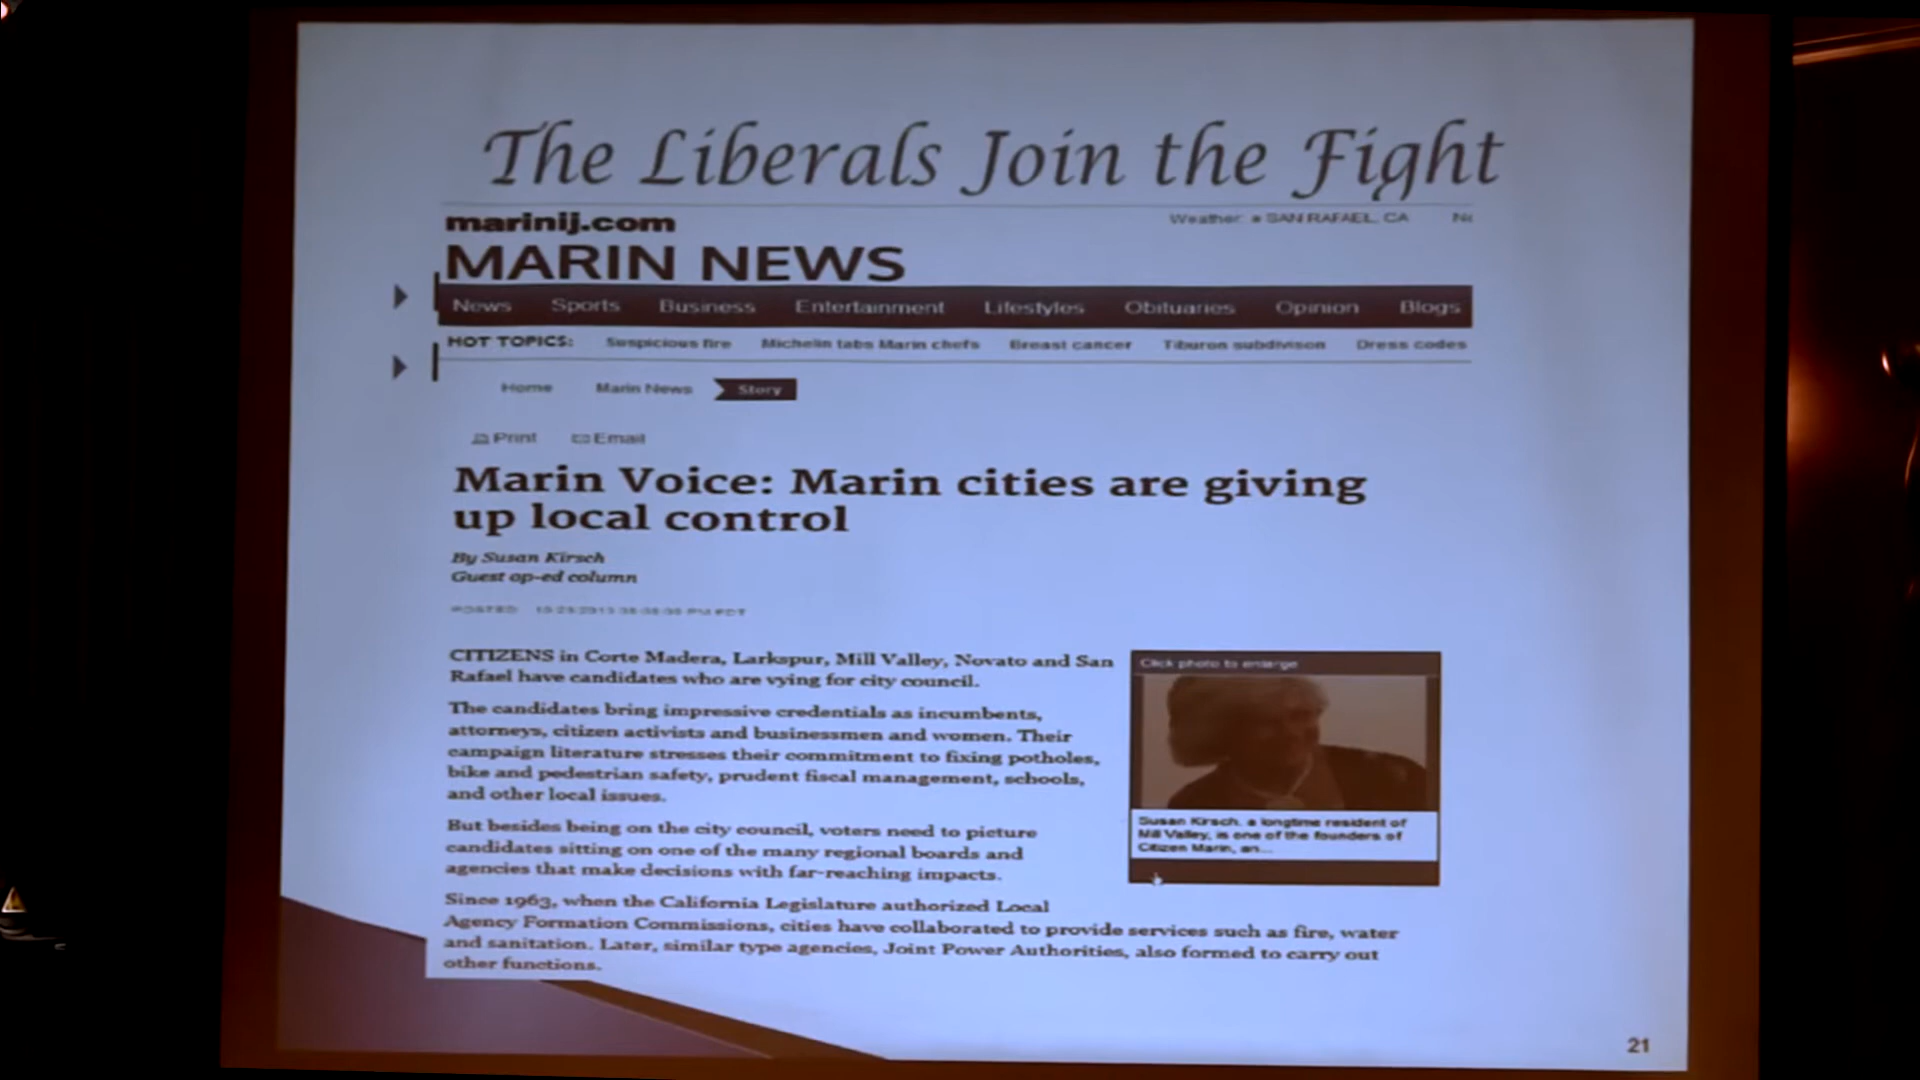 The Liberals Join the Fight
marinij.com
Weather: SAN RAFAEL, CA
MARIN NEWS
News Sports Business Entertainment Lifestyles Obituaries Opinion Blogs
HOT TOPICS: Suspicious fire Michelin tabs Marin chefs Breast cancer Tiburon subdivison Dress codes
Home Marin News Story
Print Email
Marin Voice: Marin cities are giving
up local control
By Susan Kirsch
Guest op-ed column
POSTED
CITIZENS in Corte Madera, Larkspur, Mill Valley, Novato and San
Rafael have candidates who are vying for city council.
The candidates bring impressive credentials as incumbents,
attorneys, citizen activists and businessmen and women. Their
campaign literature stresses their commitment to fixing potholes,
bike and pedestrian safety, prudent fiscal management, schools,
and other local issues.
But besides being on the city council, voters need to picture
candidates sitting on one of the many regional boards and
agencies that make decisions with far-reaching impacts.
Since 1963, when the California Legislature authorized Local
Agency Formation Commissions, cities have collaborated to provide services such as fire, water
and sanitation. Later, similar type agencies, Joint Power Authorities, also formed to carry out
other functions.
Click photo to enlarge
Susan Kirsch, a longtime resident of
Mill Valley, is one of the founders of
Citizen Marin, an...
21